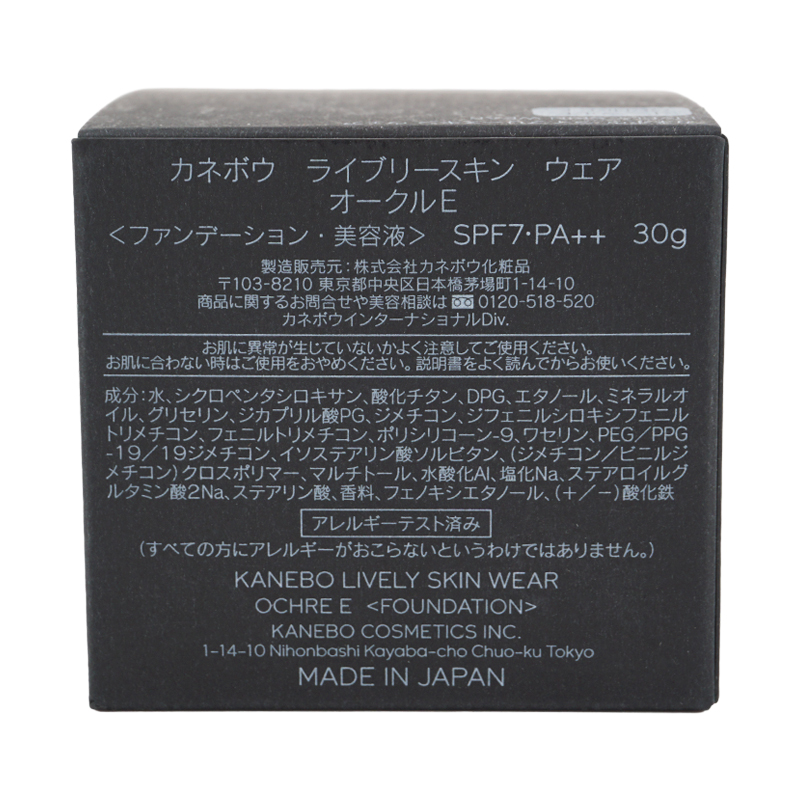 カネボウ ライブリースキン ウェア
オークルE
＜ファンデーション・美容液＞ SPF7・PA++ 30g
製造販売元：株式会社カネボウ化粧品
〒103-8210 東京都中央区日本橋茅場町1-14-10
商品に関するお問合せや美容相談は 0120-518-520
カネボウインターナショナルDiv.
お肌に異常が生じていないかよく注意してご使用ください。
お肌に合わない時はご使用をおやめください。説明書をよく読んでからお使いください。
成分：水、シクロペンタシロキサン、酸化チタン、DPG、エタノール、ミネラルオ
イル、グリセリン、ジカプリル酸PG、ジメチコン、ジフェニルシロキシフェニル
トリメチコン、フェニルトリメチコン、ポリシリコーン-9、ワセリン、PEG／PPG
-19／19ジメチコン、イソステアリン酸ソルビタン、（ジメチコン／ビニルジ
メチコン）クロスポリマー、マルチトール、水酸化Al、塩化Na、ステアロイルグ
ルタミン酸2Na、ステアリン酸、香料、フェノキシエタノール、（＋／－）酸化鉄
アレルギーテスト済み
（すべての方にアレルギーがおこらないというわけではありません。）
KANEBO LIVELY SKIN WEAR
OCHRE E <FOUNDATION>
KANEBO COSMETICS INC.
1-14-10 Nihonbashi Kayaba-cho Chuo-ku Tokyo
MADE IN JAPAN